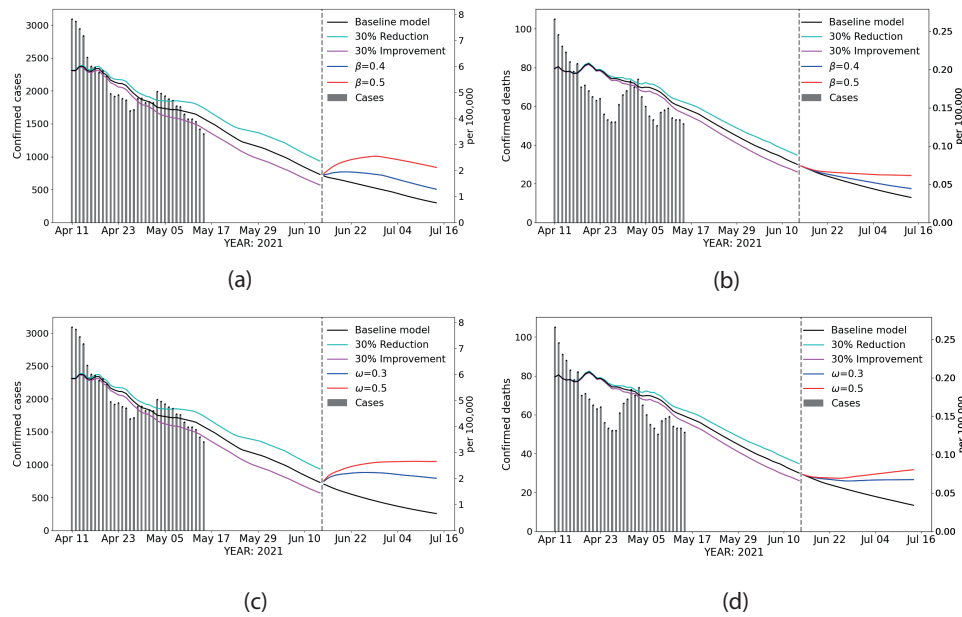 3000
2500
2000
1500
1000
500
0
Confirmed cases
Baseline model
30% Reduction
30% Improvement
β=0.4
β=0.5
Cases
8
7
6
5
4
3
2
1
0
per 100.000
Apr 11 Apr 23 May 05 May 17 May 29 Jun 10 Jun 22 Jul 04 Jul 16
YEAR: 2021
(a)
100
80
60
40
20
0
Confirmed deaths
Baseline model
30% Reduction
30% Improvement
β=0.4
β=0.5
Cases
0.25
0.20
0.15
0.10
0.05
0.00
per 100.000
Apr 11 Apr 23 May 05 May 17 May 29 Jun 10 Jun 22 Jul 04 Jul 16
YEAR: 2021
(b)
3000
2500
2000
1500
1000
500
0
Confirmed cases
Baseline model
30% Reduction
30% Improvement
ω=0.3
ω=0.5
Cases
8
7
6
5
4
3
2
1
0
per 100.000
Apr 11 Apr 23 May 05 May 17 May 29 Jun 10 Jun 22 Jul 04 Jul 16
YEAR: 2021
(c)
100
80
60
40
20
0
Confirmed deaths
Baseline model
30% Reduction
30% Improvement
ω=0.3
ω=0.5
Cases
0.25
0.20
0.15
0.10
0.05
0.00
per 100.000
Apr 11 Apr 23 May 05 May 17 May 29 Jun 10 Jun 22 Jul 04 Jul 16
YEAR: 2021
(d)